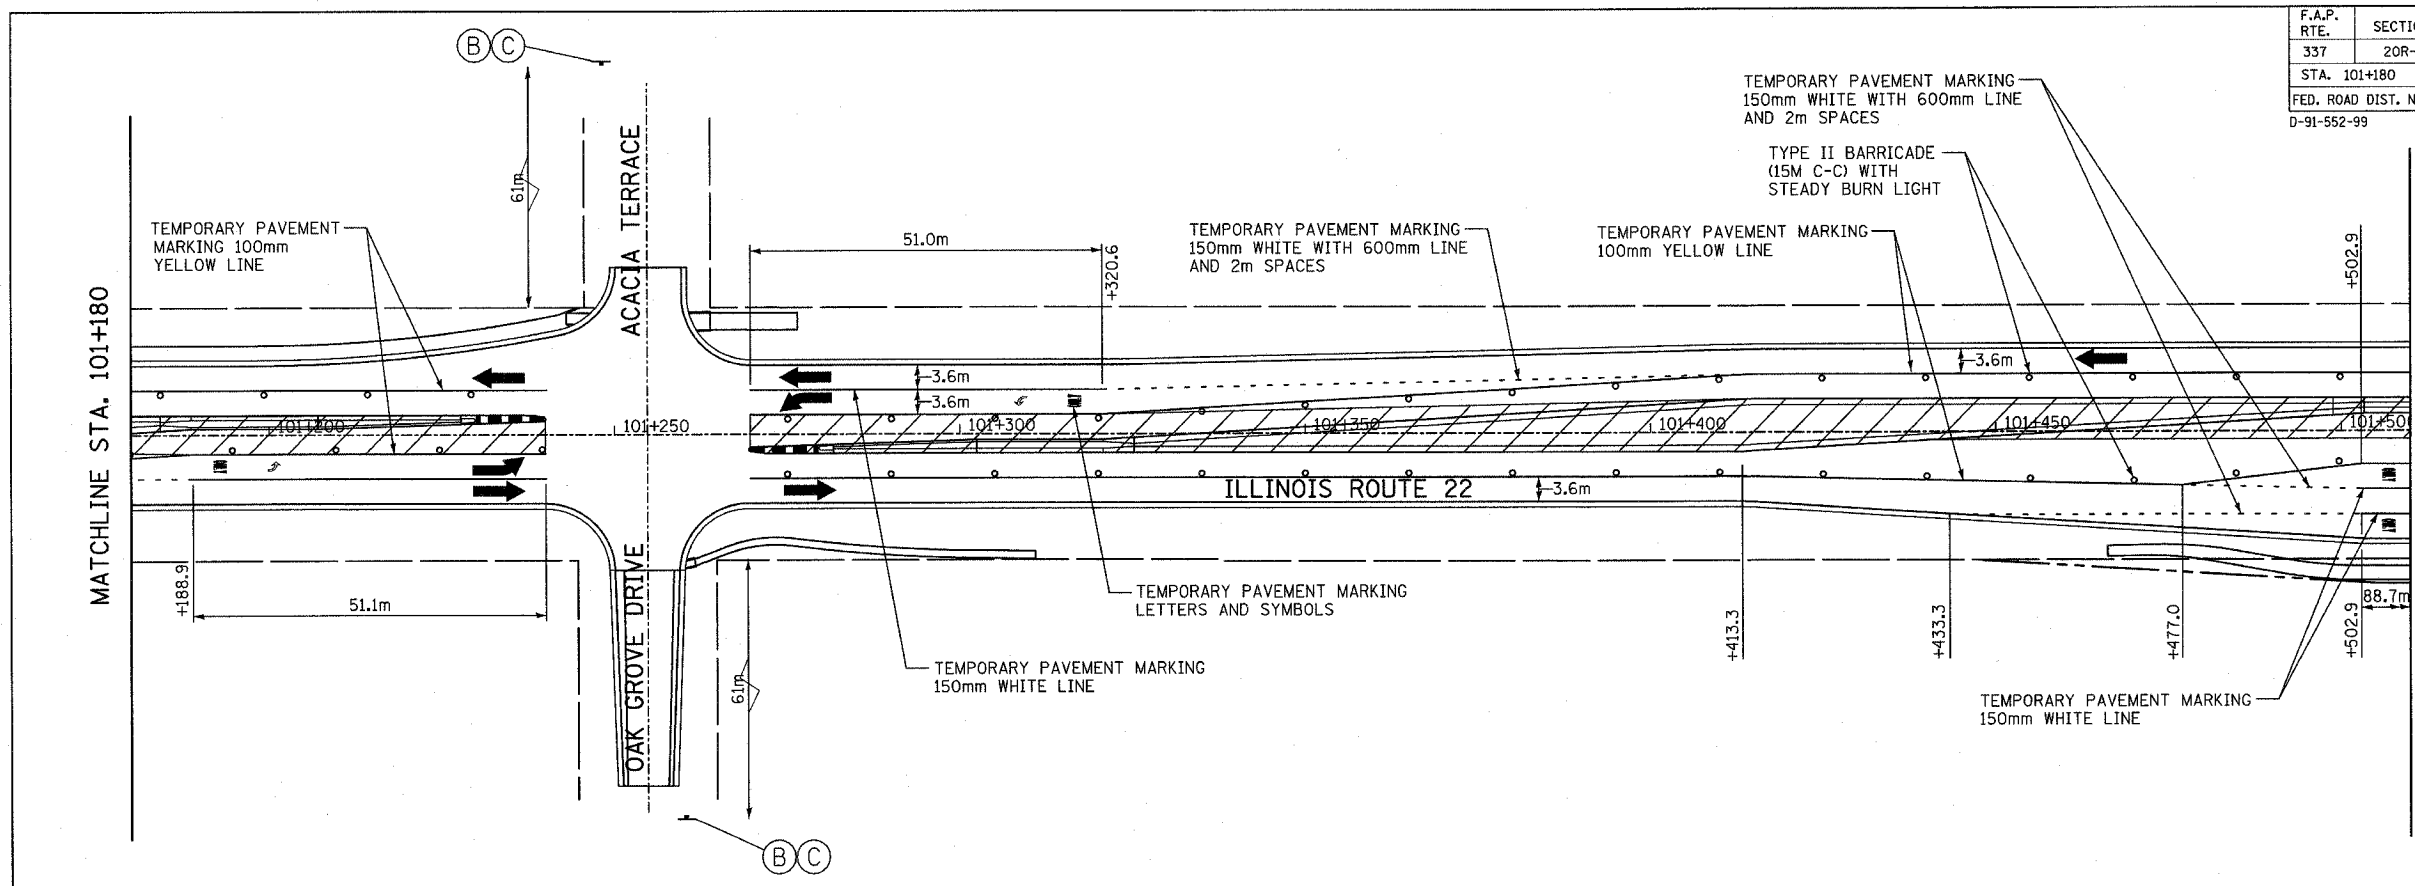 F.A.P.
RTE.
337
STA. 101+180
FED. ROAD DIST. N
D-91-552-99
B C
TEMPORARY PAVEMENT MARKING
150mm WHITE WITH 600mm LINE
AND 2m SPACES
TYPE II BARRICADE
(15M C-C) WITH
STEADY BURN LIGHT
61m
ACACIA TERRACE
TEMPORARY PAVEMENT
MARKING 100mm
YELLOW LINE
51.0m
+320.6
TEMPORARY PAVEMENT MARKING
150mm WHITE WITH 600mm LINE
AND 2m SPACES
TEMPORARY PAVEMENT MARKING
100mm YELLOW LINE
+502.9
MATCHLINE STA. 101+180
3.6m
3.6m
3.6m
101+200
101+250
101+300
101+350
101+400
101+450
101+500
ILLINOIS ROUTE 22
3.6m
+188.9
51.1m
OAK GROVE DRIVE
61m
TEMPORARY PAVEMENT MARKING
LETTERS AND SYMBOLS
TEMPORARY PAVEMENT MARKING
150mm WHITE LINE
+413.3
+433.3
+477.0
+502.9
88.7m
TEMPORARY PAVEMENT MARKING
150mm WHITE LINE
B C